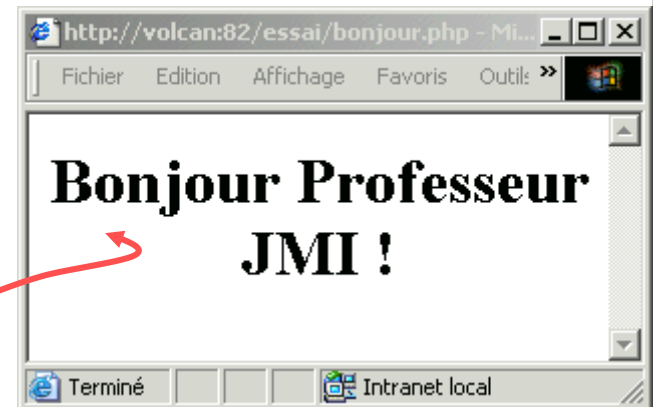 http://volcan:82/essai/bonjour.php - Mi...
Fichier Edition Affichage Favoris Outils »
Bonjour Professeur
JMI !
Terminé Intranet local